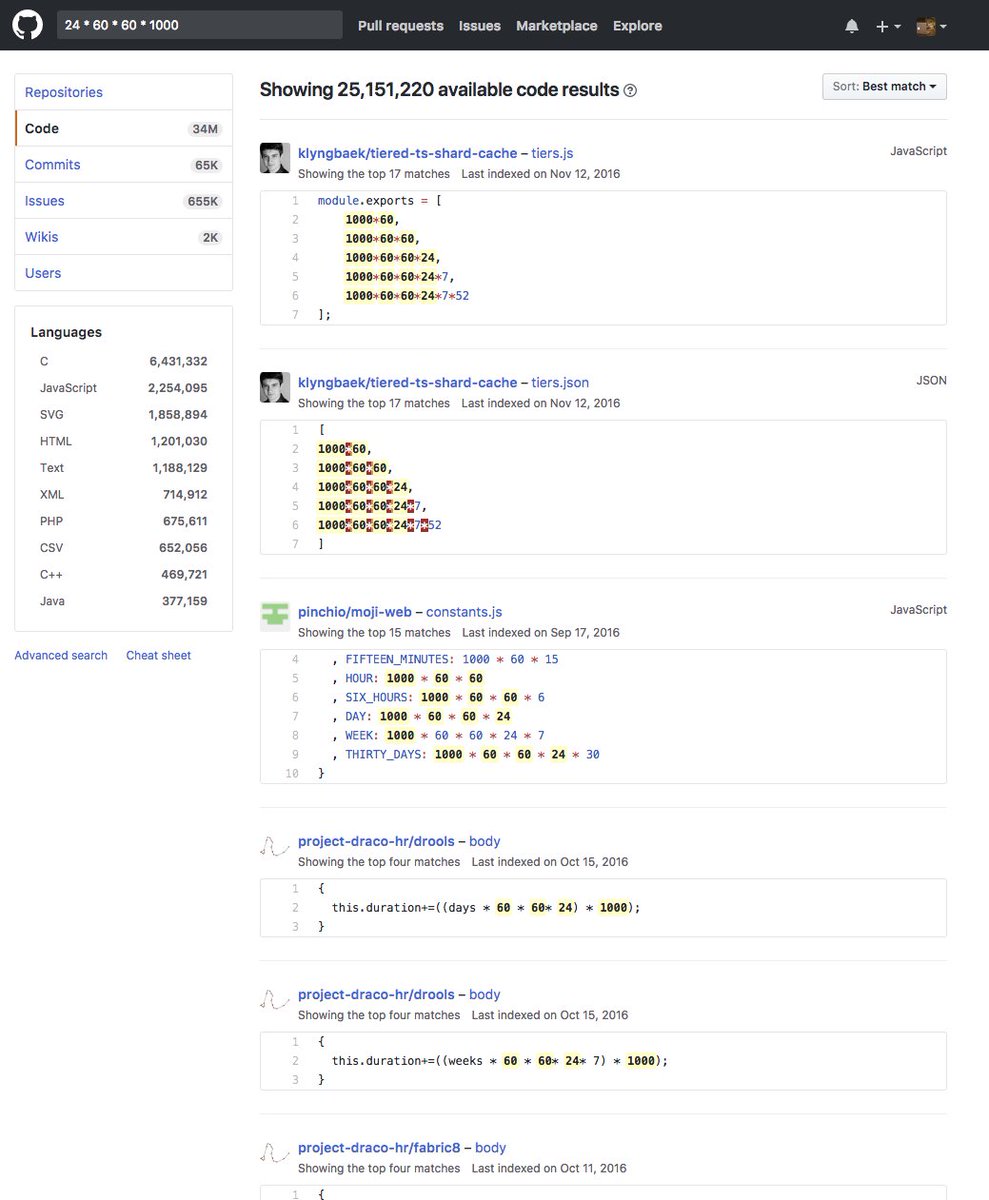 24 * 60 * 60 * 1000 Pull requests Issues Marketplace Explore
Repositories
Code 34M
Commits 65K
Issues 655K
Wikis 2K
Users
Languages
C 6,431,332
JavaScript 2,254,095
SVG 1,858,894
HTML 1,201,030
Text 1,188,129
XML 714,912
PHP 675,611
CSV 652,056
C++ 469,721
Java 377,159
Advanced search Cheat sheet
Showing 25,151,220 available code results
Sort: Best match
klyngbaek/tiered-ts-shard-cache – tiers.js JavaScript
Showing the top 17 matches Last indexed on Nov 12, 2016
1 module.exports = [
2 1000*60,
3 1000*60*60,
4 1000*60*60*24,
5 1000*60*60*24*7,
6 1000*60*60*24*7*52
7 ];
klyngbaek/tiered-ts-shard-cache – tiers.json JSON
Showing the top 17 matches Last indexed on Nov 12, 2016
1 [
2 1000*60,
3 1000*60*60,
4 1000*60*60*24,
5 1000*60*60*24*7,
6 1000*60*60*24*7*52
7 ]
pinchio/moji-web – constants.js JavaScript
Showing the top 15 matches Last indexed on Sep 17, 2016
4 , FIFTEEN_MINUTES: 1000 * 60 * 15
5 , HOUR: 1000 * 60 * 60
6 , SIX_HOURS: 1000 * 60 * 60 * 6
7 , DAY: 1000 * 60 * 60 * 24
8 , WEEK: 1000 * 60 * 60 * 24 * 7
9 , THIRTY_DAYS: 1000 * 60 * 60 * 24 * 30
10 }
project-draco-hr/drools – body
Showing the top four matches Last indexed on Oct 15, 2016
1 {
2 this.duration+=((days * 60 * 60* 24) * 1000);
3 }
project-draco-hr/drools – body
Showing the top four matches Last indexed on Oct 15, 2016
1 {
2 this.duration+=((weeks * 60 * 60* 24* 7) * 1000);
3 }
project-draco-hr/fabric8 – body
Showing the top four matches Last indexed on Oct 11, 2016
1 {